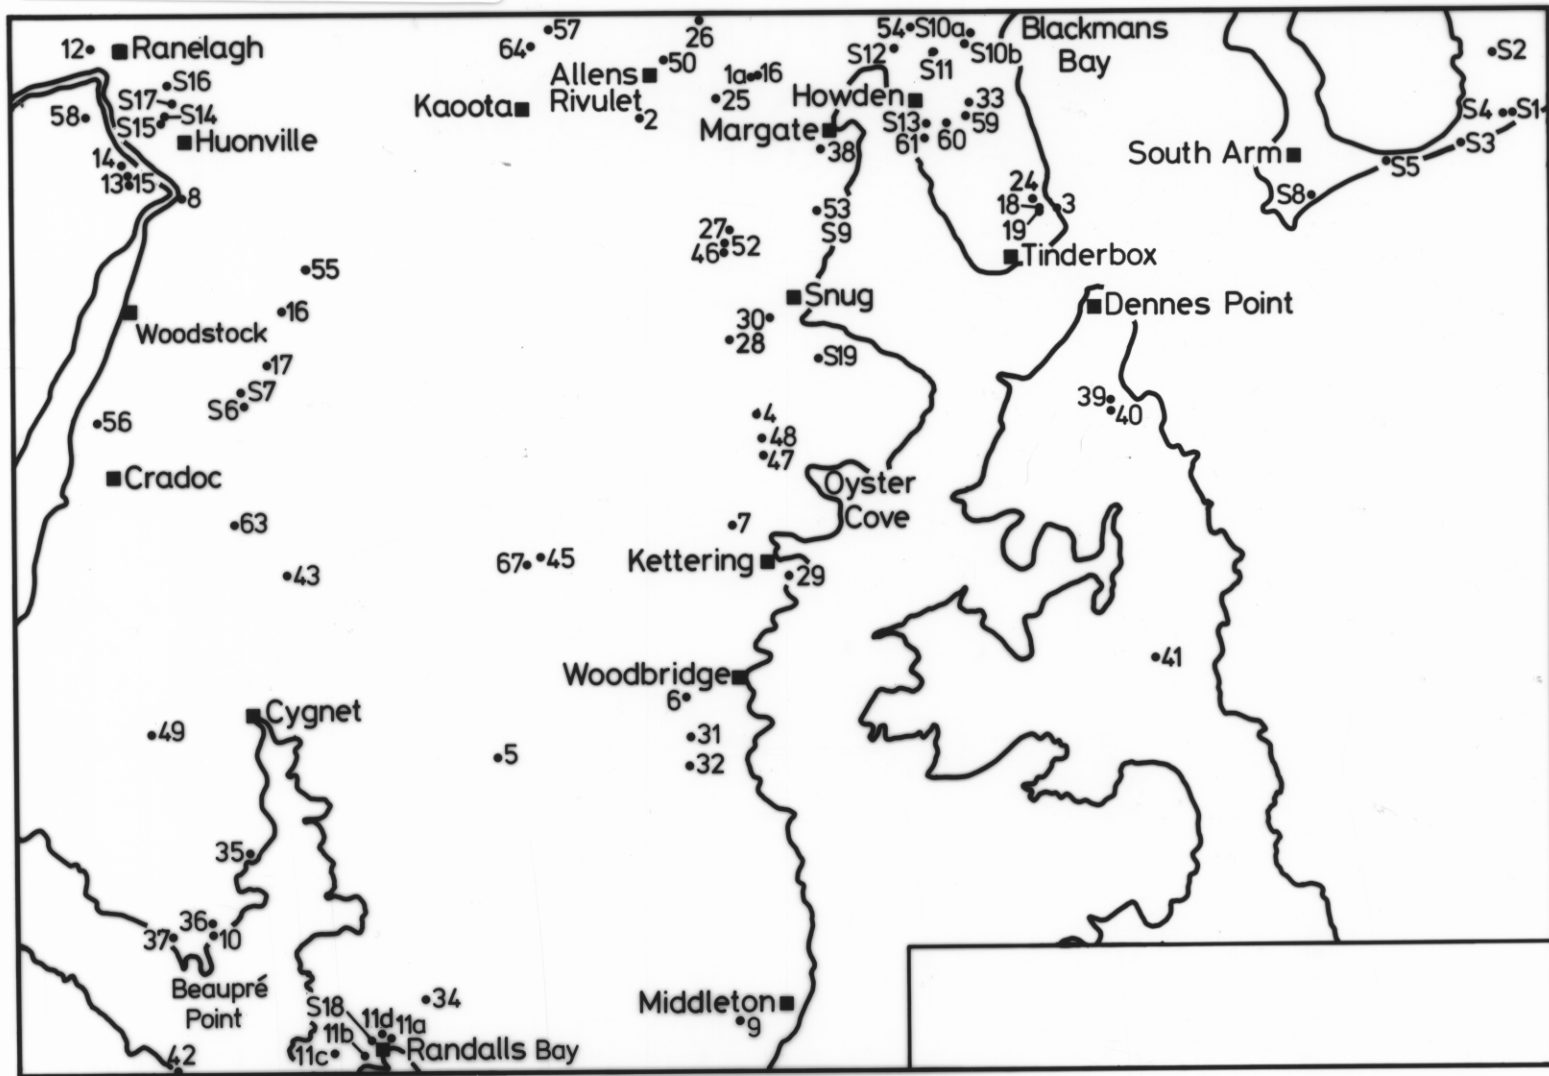 57
26
54
S10a
Blackmans
Bay
12
Ranelagh
64
S12
S10b
S2
50
S11
Allens
Rivulet
1a
16
S16
S17
S14
Kaoota
25
Howden
33
S4
S1
58
S15
2
Margate
S13
60
59
Huonville
38
61
South Arm
S3
14
S5
13
15
8
24
18
3
S8
53
19
27
52
S9
46
Tinderbox
55
Snug
Dennes Point
16
30
Woodstock
28
S19
17
S7
39
S6
4
40
56
48
47
Cradoc
Oyster
Cove
63
7
67
45
Kettering
43
29
41
Woodbridge
6
Cygnet
49
31
5
32
35
36
37
10
Beaupré
Point
34
S18
Middleton
11d
11a
9
11b
Randalls Bay
11c
42